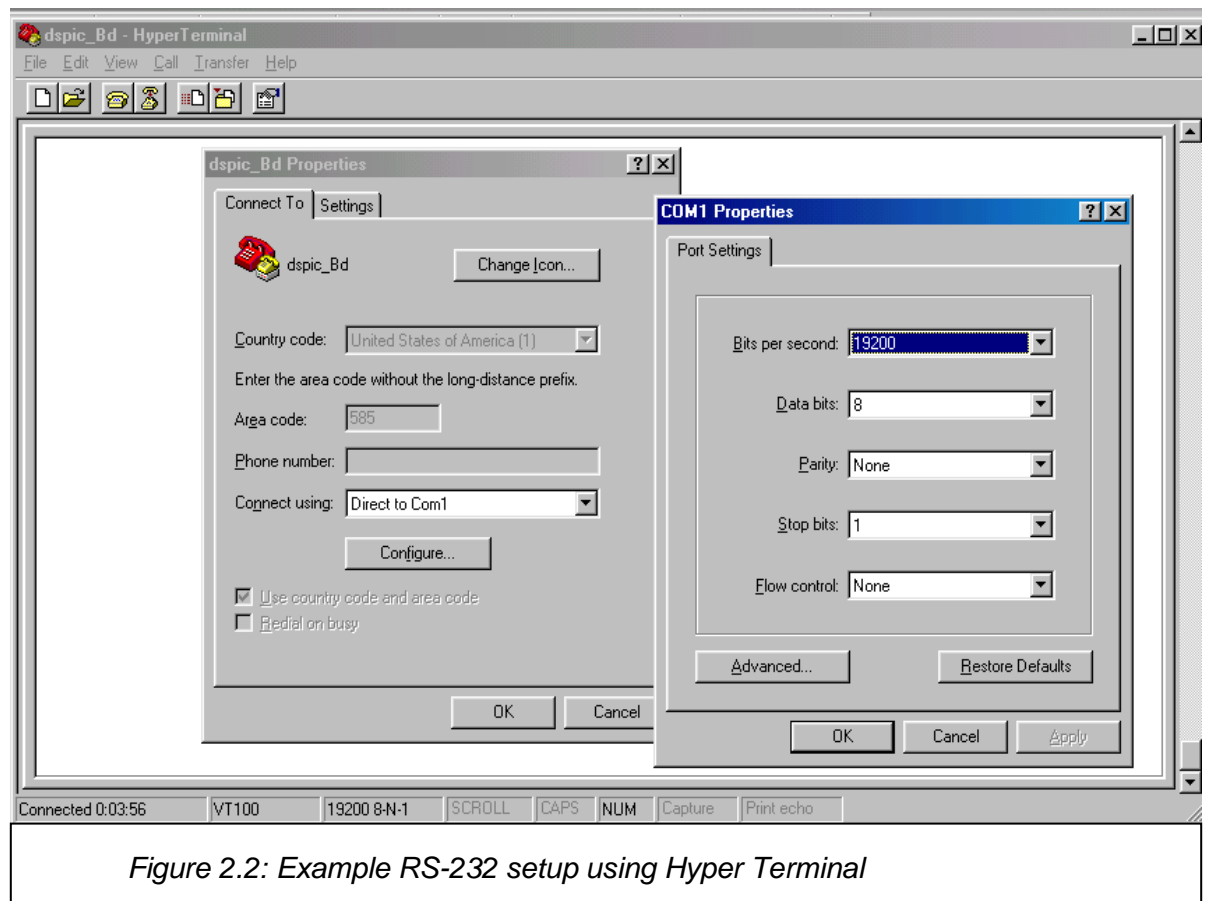 dspic_Bd - HyperTerminal
File Edit View Call Transfer Help
dspic_Bd Properties
Connect To Settings
dspic_Bd Change Icon...
Country code: United States of America (1)
Enter the area code without the long-distance prefix.
Area code: 585
Phone number:
Connect using: Direct to Com1
Configure...
Use country code and area code
Redial on busy
OK Cancel
COM1 Properties
Port Settings
Bits per second: 19200
Data bits: 8
Parity: None
Stop bits: 1
Flow control: None
Advanced... Restore Defaults
OK Cancel Apply
Connected 0:03:56 VT100 19200 8-N-1 SCROLL CAPS NUM Capture Print echo
Figure 2.2: Example RS-232 setup using Hyper Terminal